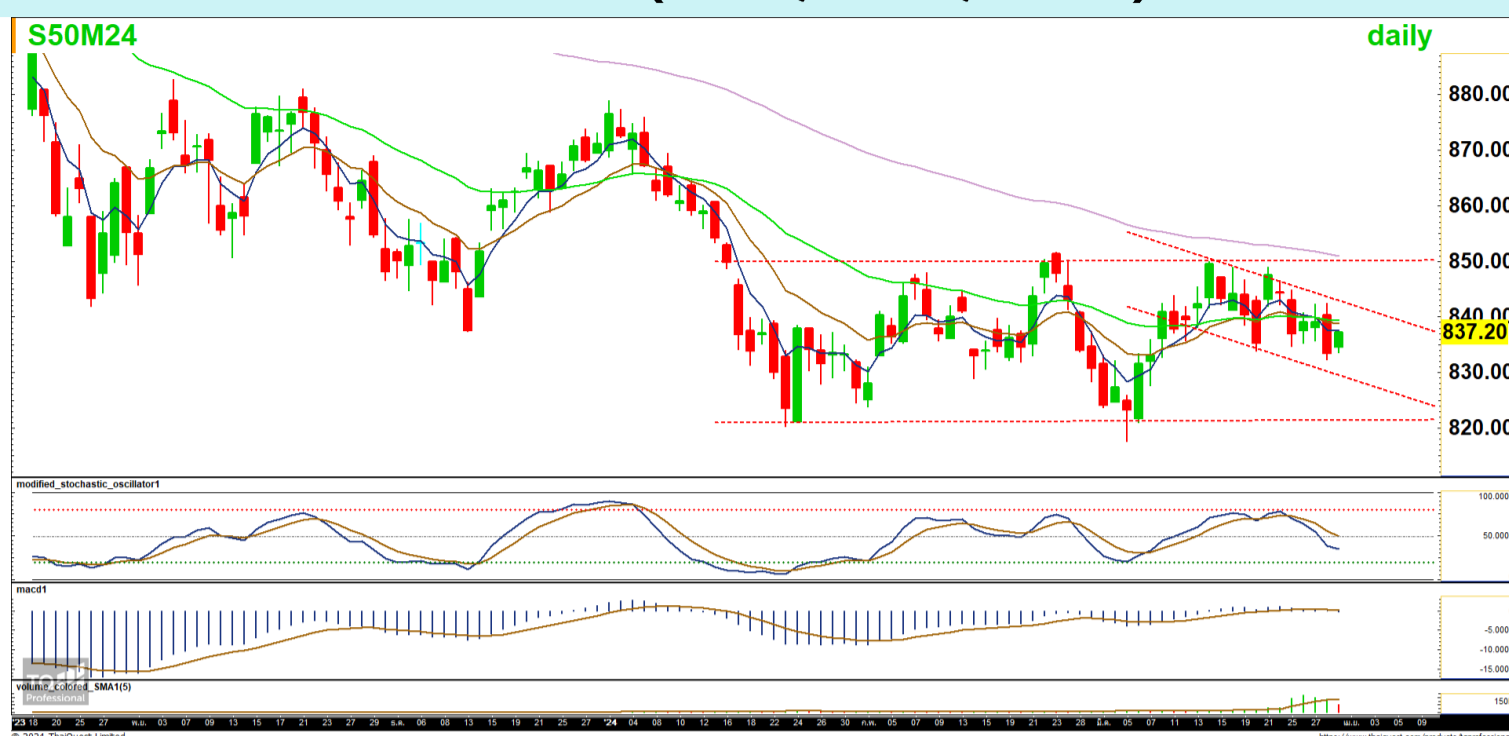 S50M24
daily
880.00
870.00
860.00
850.00
840.00
837.20
830.00
820.00
modified_stochastic_oscillator1
100.000
50.000
macd1
-5.000
-10.000
-15.000
Professional
volume_colored_SMA1(5)
150
'23 18 20 25 27 พ.ย. 03 07 09 13 15 17 21 23 27 29 ธ.ค. 06 08 13 15 19 21 25 27 '24 04 08 10 12 16 18 22 24 26 30 ก.พ. 05 07 09 13 15 19 21 23 28 มี.ค. 05 07 11 13 15 19 21 25 27 เม.ย. 03 05 09